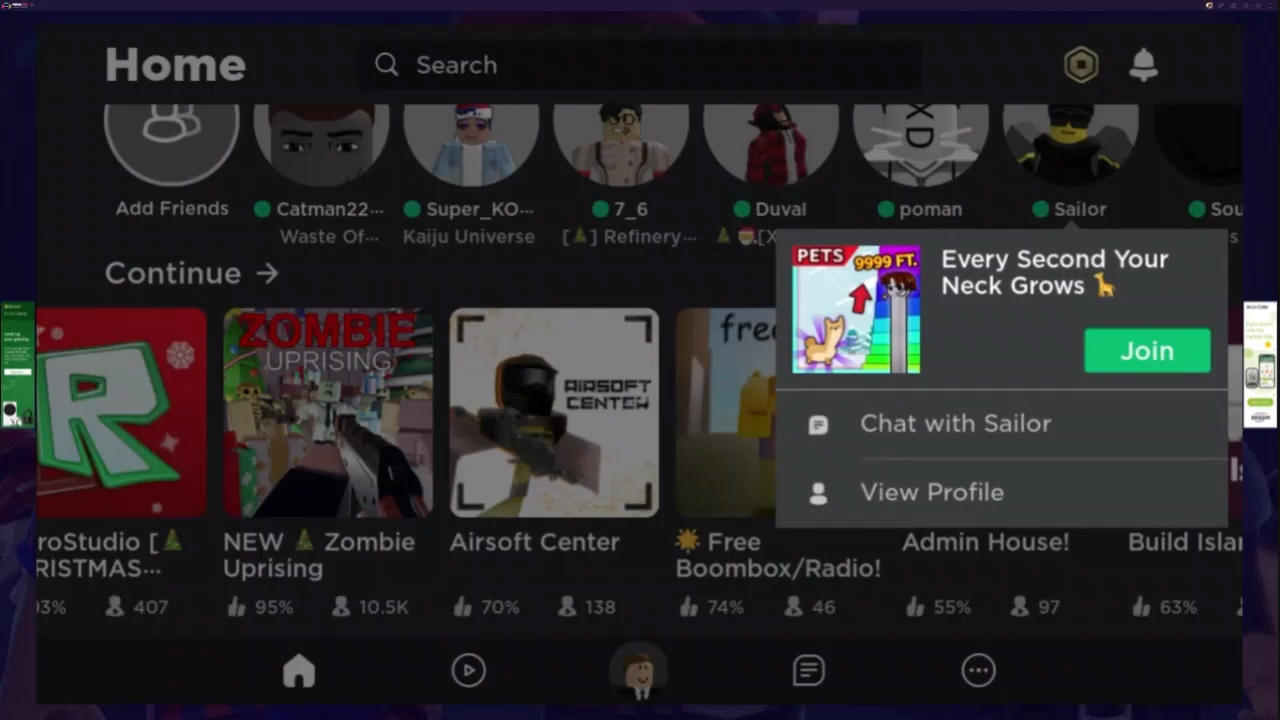 Home
Search
Add Friends
Catman22...
Super_KO...
7_6
Duval
poman
Sailor
Sou
Waste Of...
Kaiju Universe
[🎄] Refinery...
🎄🎅[X
s
Continue →
PETS
9999 FT.
Every Second Your
Neck Grows 🦒
Join
Chat with Sailor
View Profile
R
ZOMBIE
UPRISING
AIRSOFT
CENTER
free
roStudio [🎄
RISTMAS...
NEW 🎄 Zombie
Uprising
Airsoft Center
☀️ Free
Boombox/Radio!
Admin House!
Build Islan
93%
407
95%
10.5K
70%
138
74%
46
55%
97
63%
XD